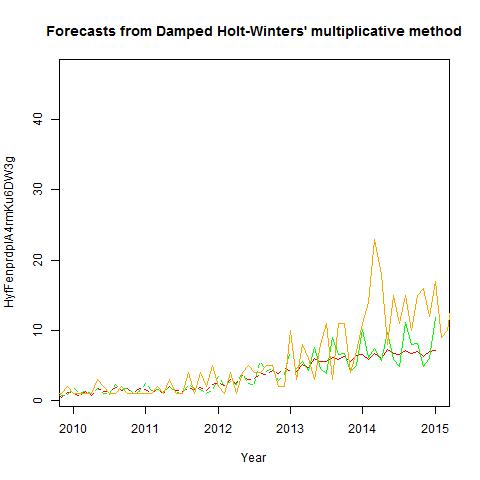 Forecasts from Damped Holt-Winters' multiplicative method
HyfFenprdplA4rmKu6DW3g
40
30
20
10
0
2010 2011 2012 2013 2014 2015
Year